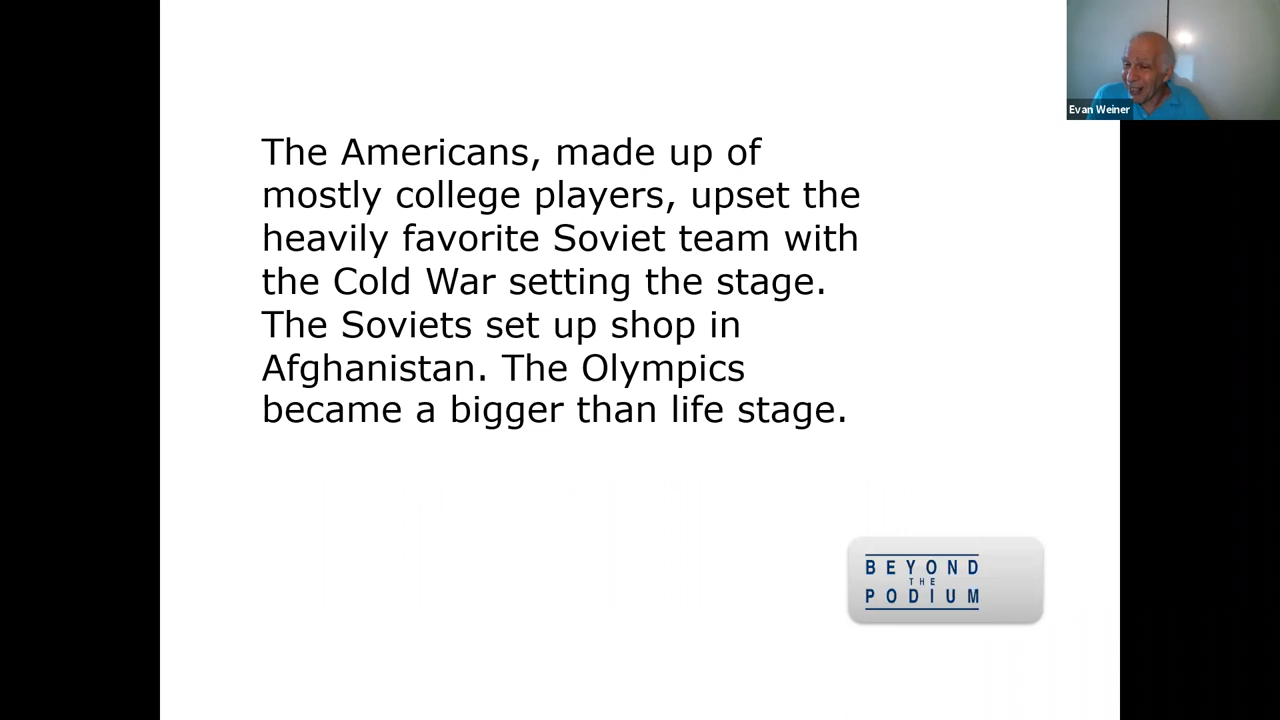 The Americans, made up of
mostly college players, upset the
heavily favorite Soviet team with
the Cold War setting the stage.
The Soviets set up shop in
Afghanistan. The Olympics
became a bigger than life stage.
Evan Weiner
BEYOND
THE
PODIUM